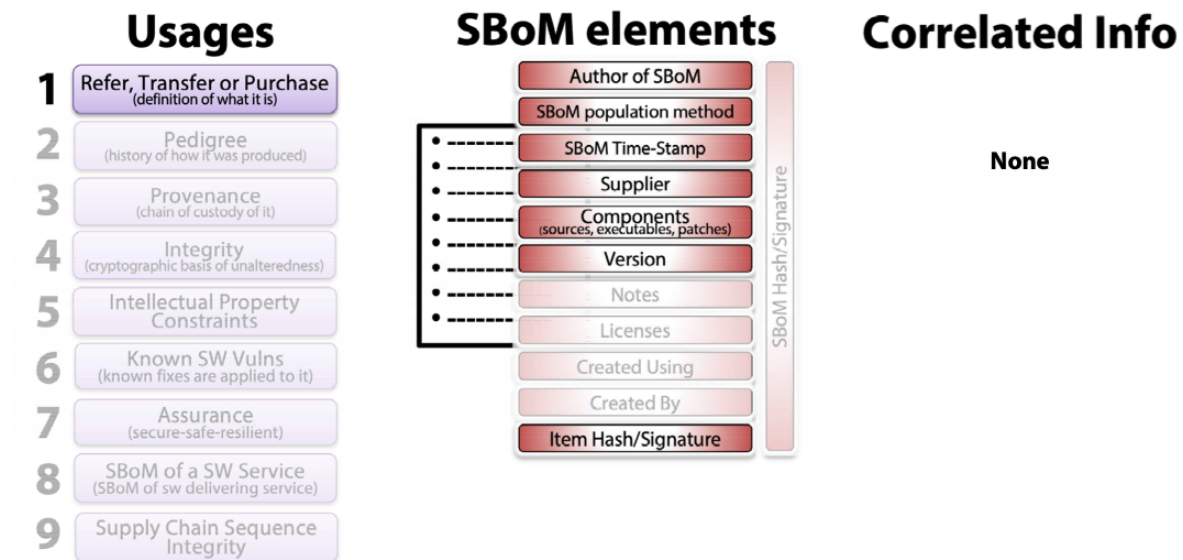 Usages
1
Refer, Transfer or Purchase
(definition of what it is)
2
Pedigree
(history of how it was produced)
3
Provenance
(chain of custody of it)
4
Integrity
(cryptographic basis of unalteredness)
5
Intellectual Property
Constraints
6
Known SW Vulns
(known fixes are applied to it)
7
Assurance
(secure-safe-resilient)
8
SBoM of a SW Service
(SBoM of sw delivering service)
9
Supply Chain Sequence
Integrity
SBoM elements
Author of SBoM
SBoM population method
SBoM Time-Stamp
Supplier
Components
(sources, executables, patches)
Version
Notes
Licenses
Created Using
Created By
Item Hash/Signature
SBoM Hash/Signature
Correlated Info
None